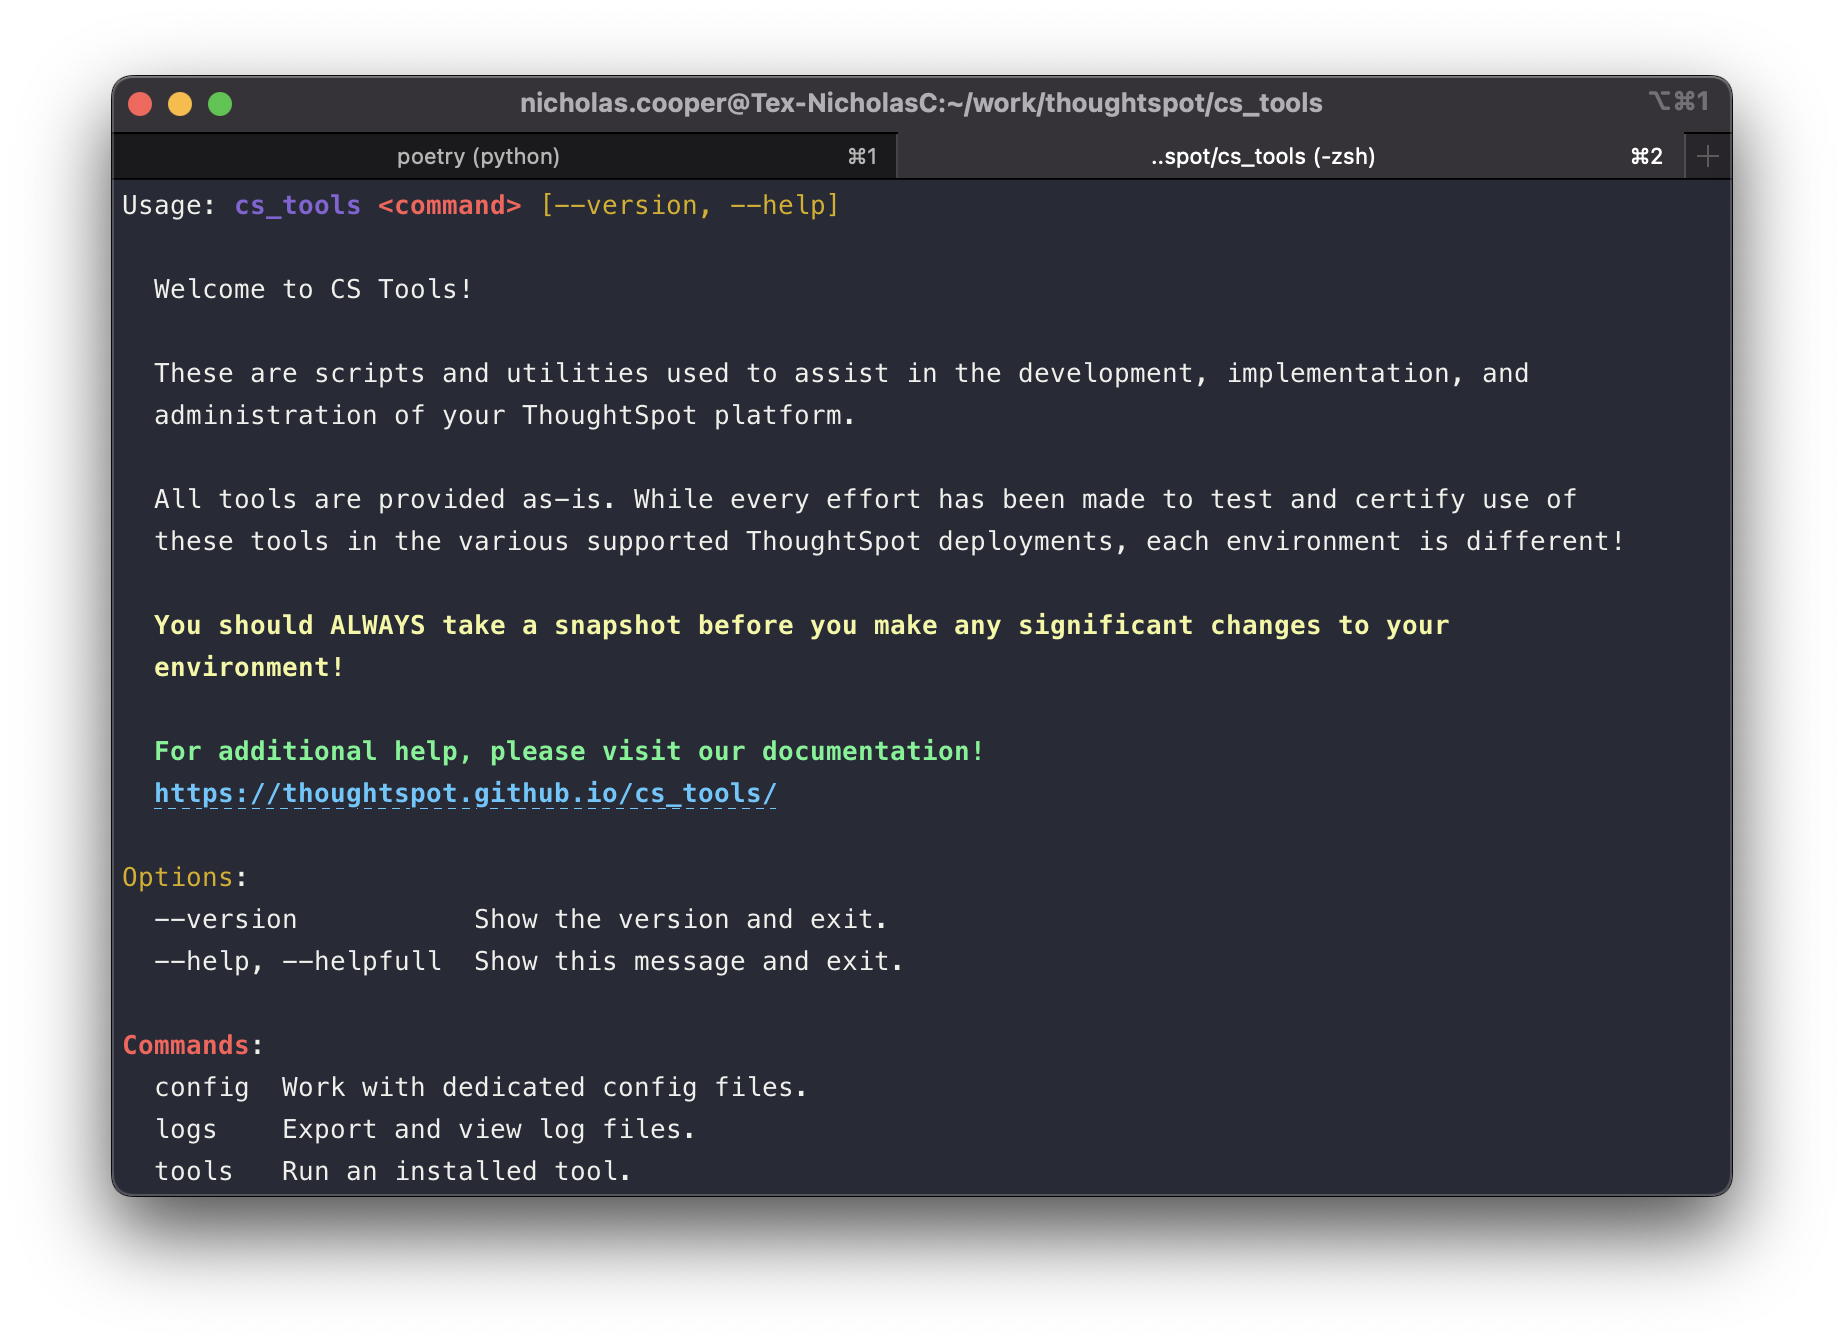 nicholas.cooper@Tex-NicholasC:~/work/thoughtspot/cs_tools ⌥⌘1
poetry (python) ⌘1 ..spot/cs_tools (-zsh) ⌘2 +
Usage: cs_tools <command> [--version, --help]
Welcome to CS Tools!
These are scripts and utilities used to assist in the development, implementation, and
administration of your ThoughtSpot platform.
All tools are provided as-is. While every effort has been made to test and certify use of
these tools in the various supported ThoughtSpot deployments, each environment is different!
You should ALWAYS take a snapshot before you make any significant changes to your
environment!
For additional help, please visit our documentation!
https://thoughtspot.github.io/cs_tools/
Options:
--version Show the version and exit.
--help, --helpfull Show this message and exit.
Commands:
config Work with dedicated config files.
logs Export and view log files.
tools Run an installed tool.